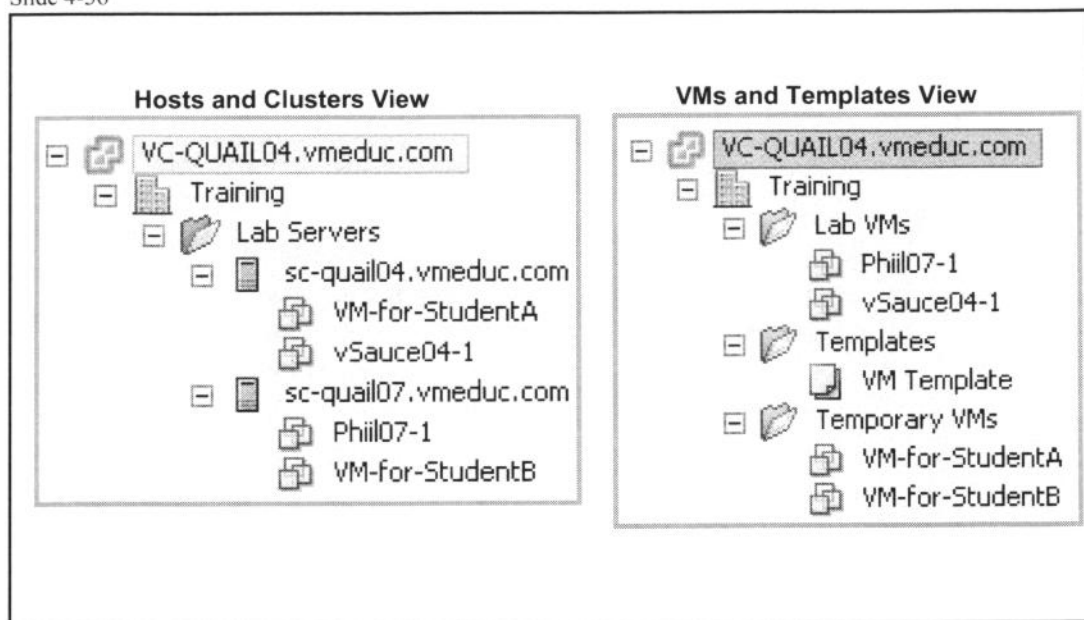 Hosts and Clusters View
VC-QUAIL04.vmeduc.com
Training
Lab Servers
sc-quail04.vmeduc.com
VM-for-StudentA
vSauce04-1
sc-quail07.vmeduc.com
Phiil07-1
VM-for-StudentB
VMs and Templates View
VC-QUAIL04.vmeduc.com
Training
Lab VMs
Phiil07-1
vSauce04-1
Templates
VM Template
Temporary VMs
VM-for-StudentA
VM-for-StudentB